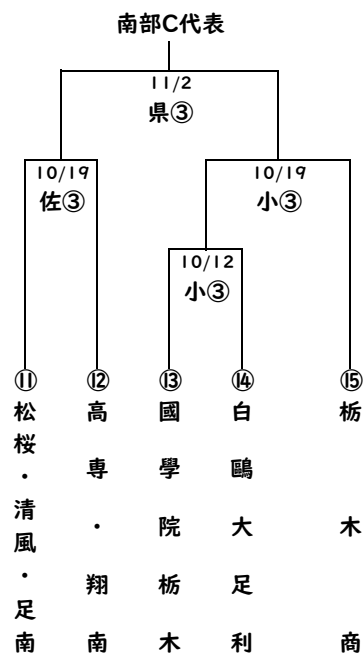 南部C代表
11/2
県③
10/19
佐③
10/19
小③
10/12
小③
⑪
松桜・清風・足南
⑫
高専・翔南
⑬
國學院栃木
⑭
白鷗大足利
⑮
栃木商